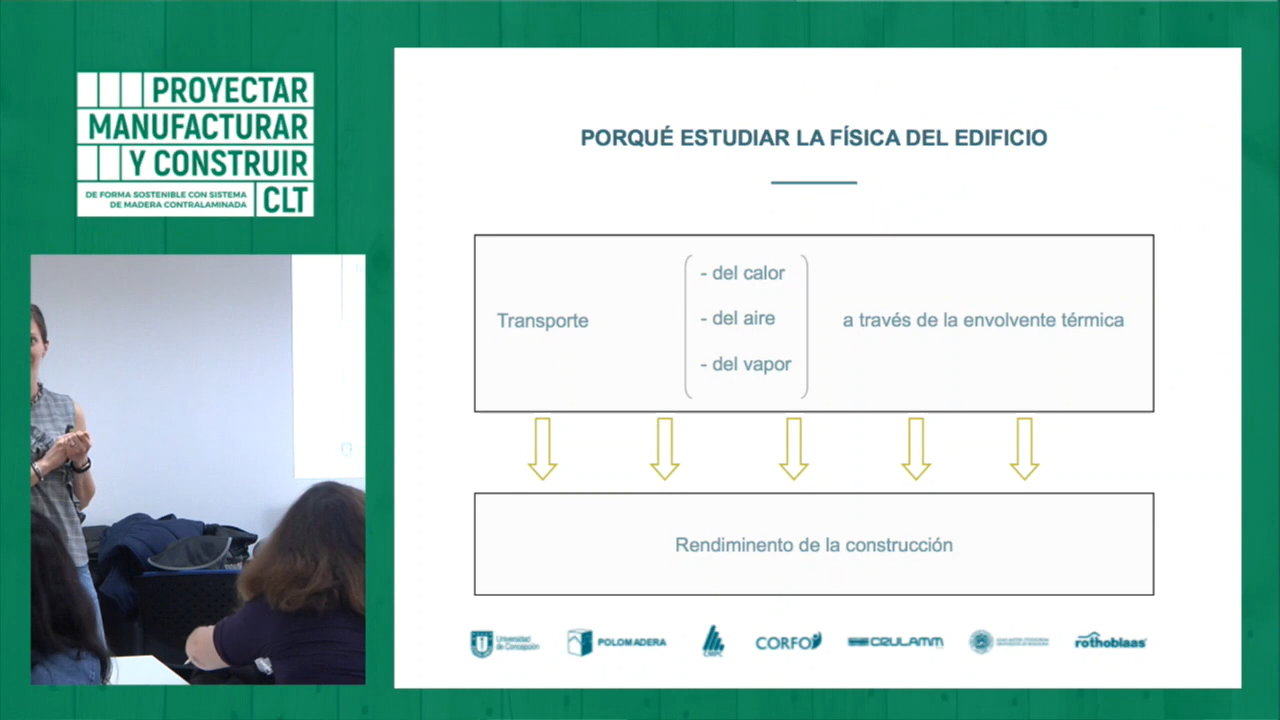 PROYECTAR
MANUFACTURAR
Y CONSTRUIR
DE FORMA SOSTENIBLE CON SISTEMA
DE MADERA CONTRALAMINADA
CLT
PORQUÉ ESTUDIAR LA FÍSICA DEL EDIFICIO
Transporte
- del calor
- del aire
- del vapor
a través de la envolvente térmica
Rendiminento de la construcción
Universidad
de Concepción
POLOMADERA
CMPC
CORFO
CRULAMM
rothoblaas